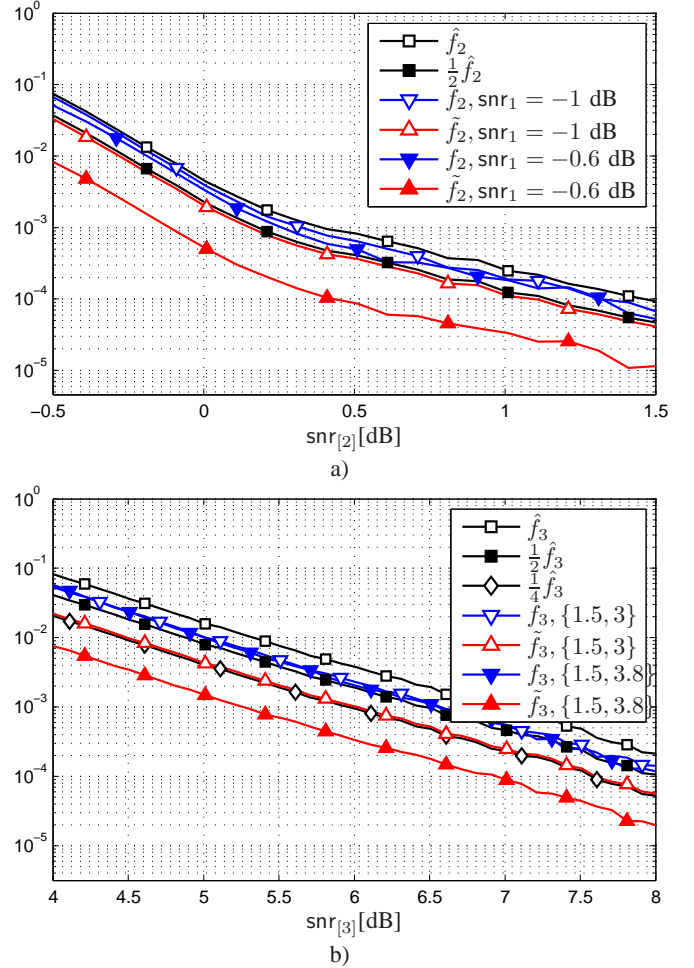 10^0
10^-1
10^-2
10^-3
10^-4
10^-5
f̂_2
½ f̂_2
f_2, snr_1 = −1 dB
f̃_2, snr_1 = −1 dB
f_2, snr_1 = −0.6 dB
f̃_2, snr_1 = −0.6 dB
−0.5 0 0.5 1 1.5
snr_[2][dB]
a)
10^0
10^-1
10^-2
10^-3
10^-4
10^-5
f̂_3
½ f̂_3
¼ f̂_3
f_3, {1.5, 3}
f̃_3, {1.5, 3}
f_3, {1.5, 3.8}
f̃_3, {1.5, 3.8}
4 4.5 5 5.5 6 6.5 7 7.5 8
snr_[3][dB]
b)